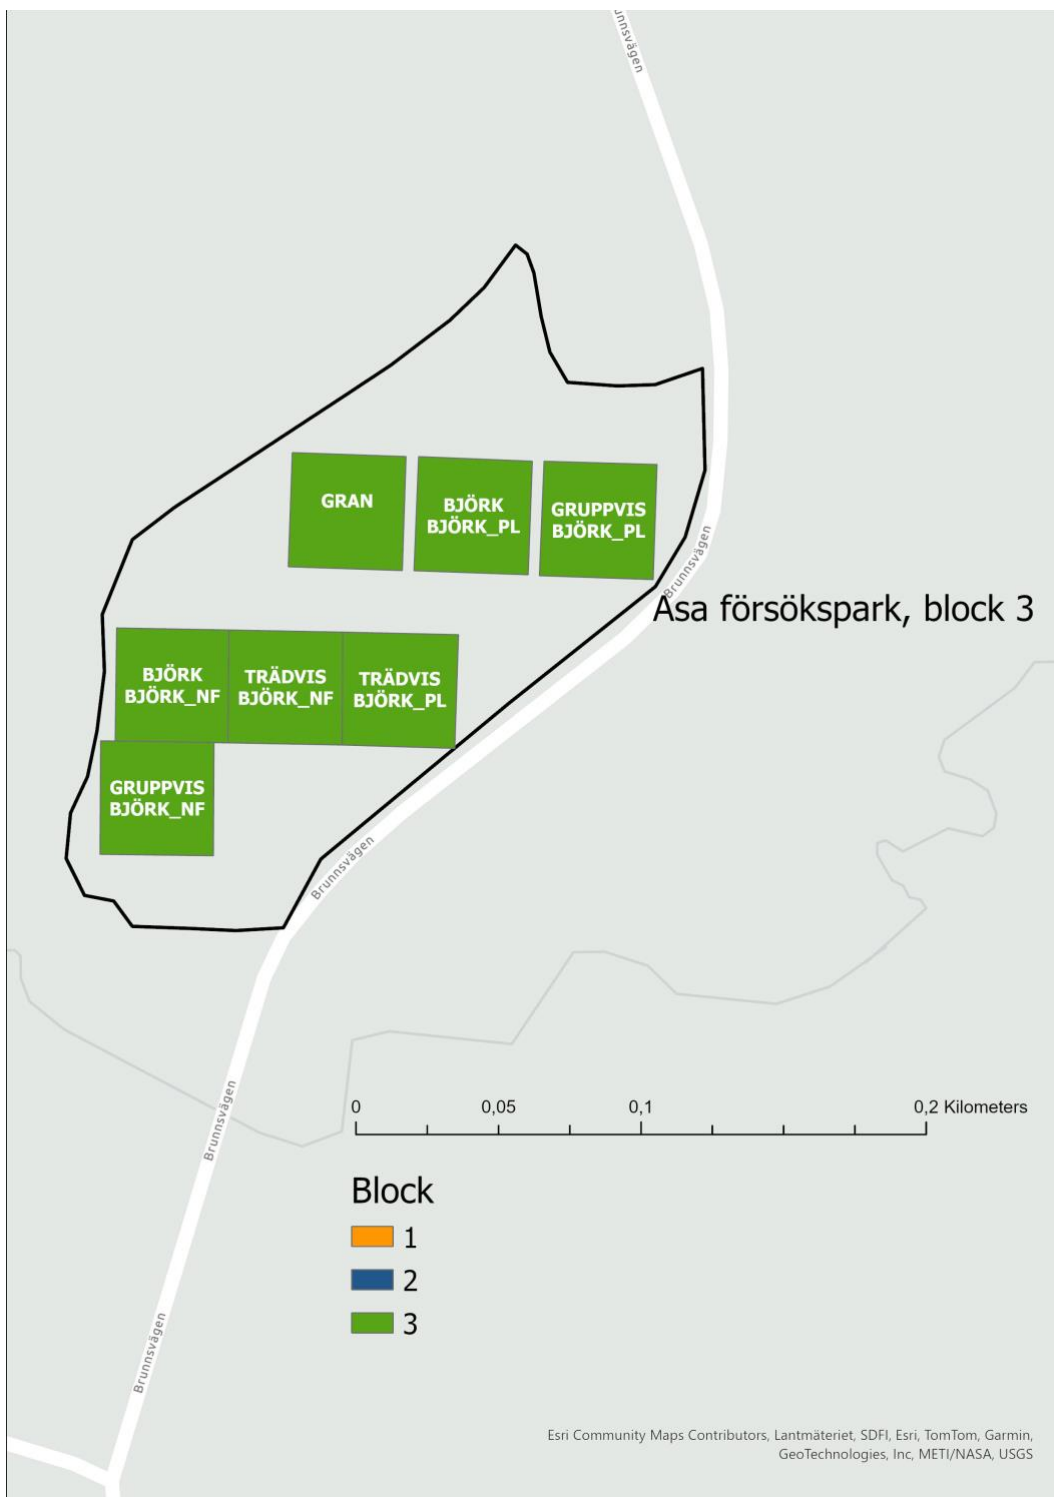 Brunnsvägen
GRAN
BJÖRK
BJÖRK_PL
GRUPPVIS
BJÖRK_PL
Brunnsvägen
Asa försökspark, block 3
BJÖRK
BJÖRK_NF
TRÄDVIS
BJÖRK_NF
TRÄDVIS
BJÖRK_PL
GRUPPVIS
BJÖRK_NF
Brunnsvägen
Brunnsvägen
0 0,05 0,1 0,2 Kilometers
Block
1
2
3
Brunnsvägen
Esri Community Maps Contributors, Lantmäteriet, SDFI, Esri, TomTom, Garmin,
GeoTechnologies, Inc, METI/NASA, USGS